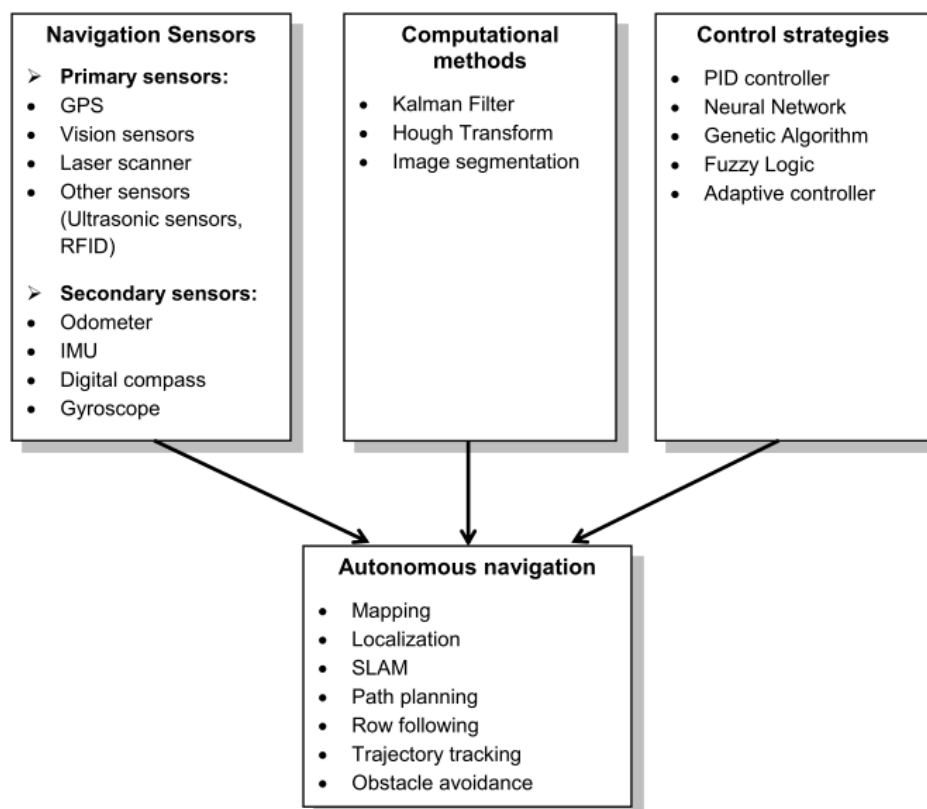 Navigation Sensors
➢ Primary sensors:
• GPS
• Vision sensors
• Laser scanner
• Other sensors
(Ultrasonic sensors,
RFID)
➢ Secondary sensors:
• Odometer
• IMU
• Digital compass
• Gyroscope
Computational
methods
• Kalman Filter
• Hough Transform
• Image segmentation
Control strategies
• PID controller
• Neural Network
• Genetic Algorithm
• Fuzzy Logic
• Adaptive controller
Autonomous navigation
• Mapping
• Localization
• SLAM
• Path planning
• Row following
• Trajectory tracking
• Obstacle avoidance